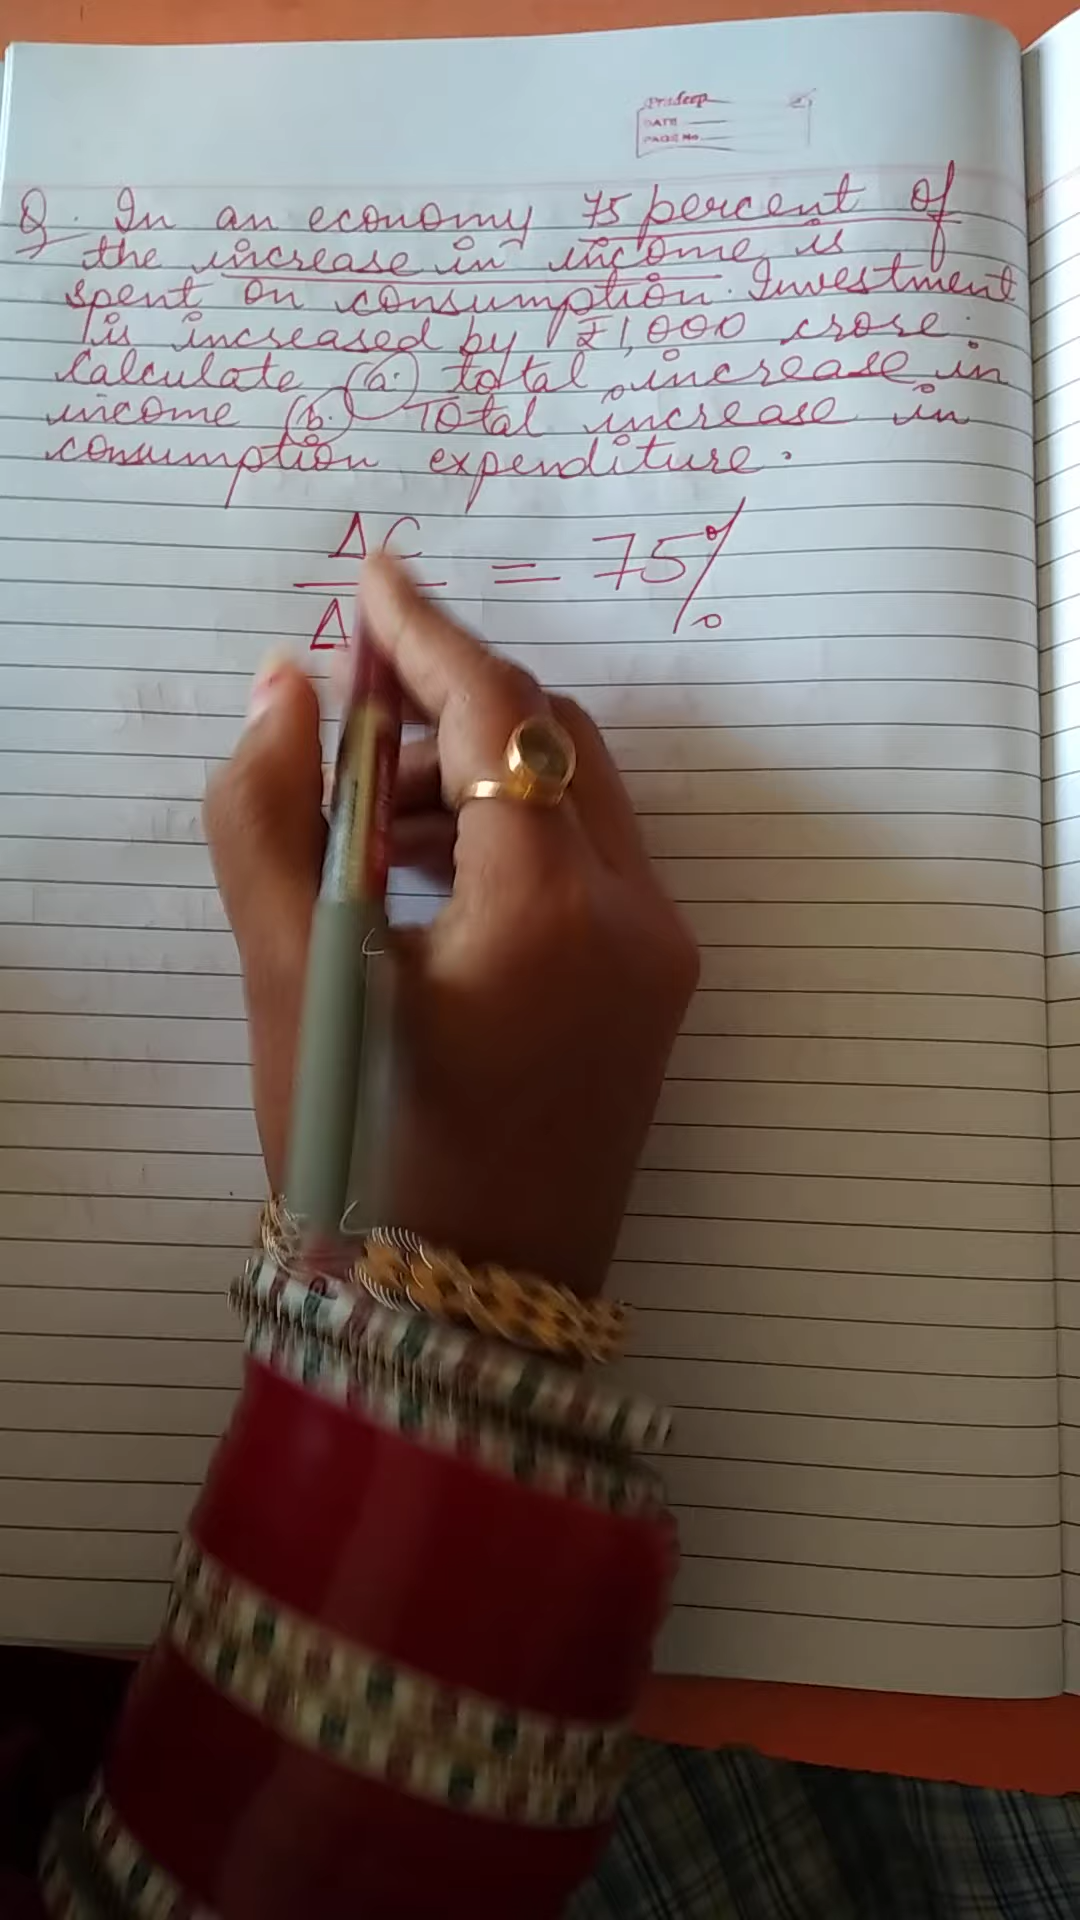 Pradeep
DATE
PAGE No.
Q. In an economy 75 percent of
the increase in income is
spent on consumption. Investment
is increased by ₹1,000 crore.
Calculate (a.) total increase in
income (b.) Total increase in
consumption expenditure.
ΔC
= 75%
Δ